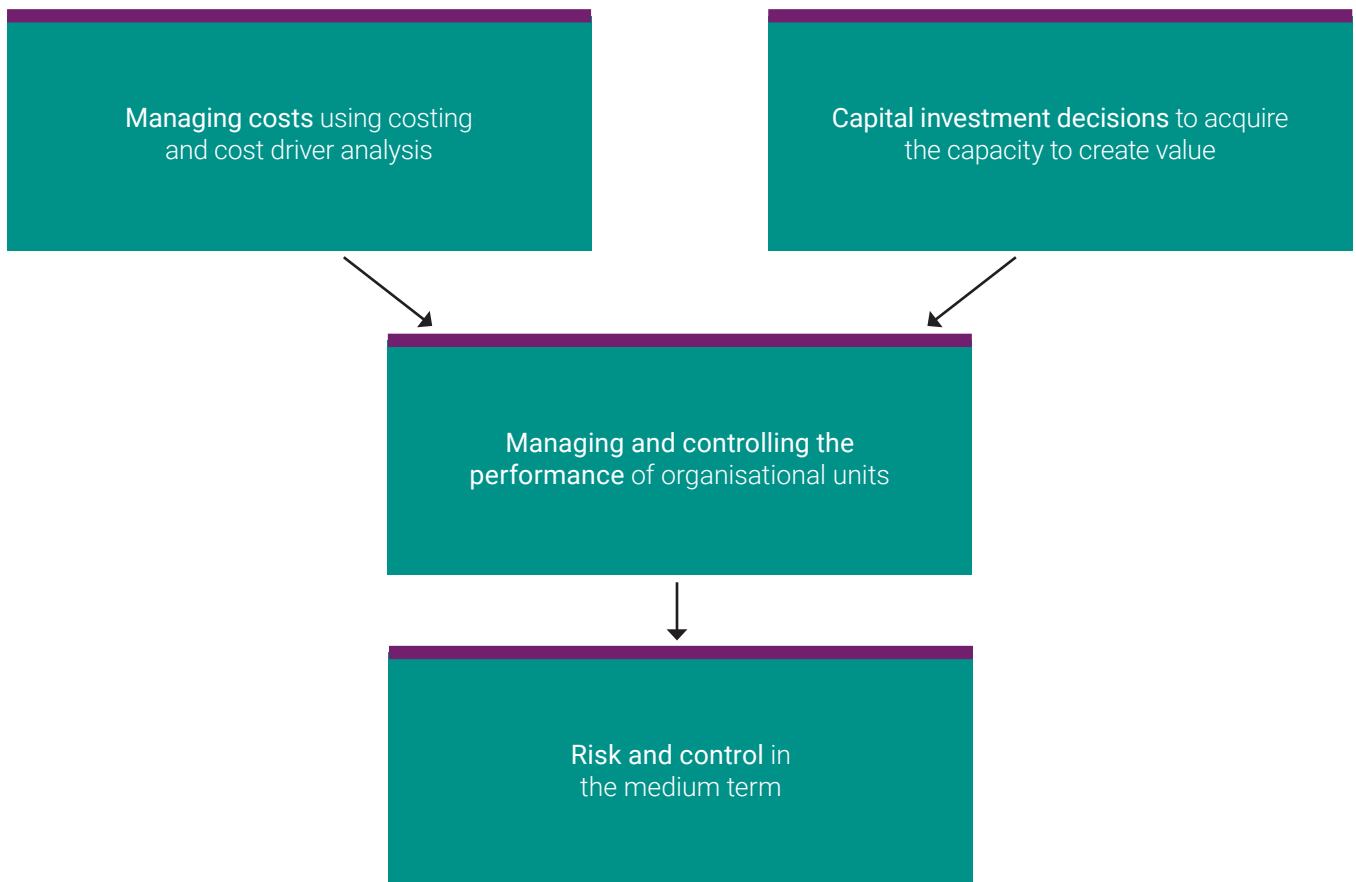 Managing costs using costing
and cost driver analysis
Capital investment decisions to acquire
the capacity to create value
Managing and controlling the
performance of organisational units
Risk and control in
the medium term